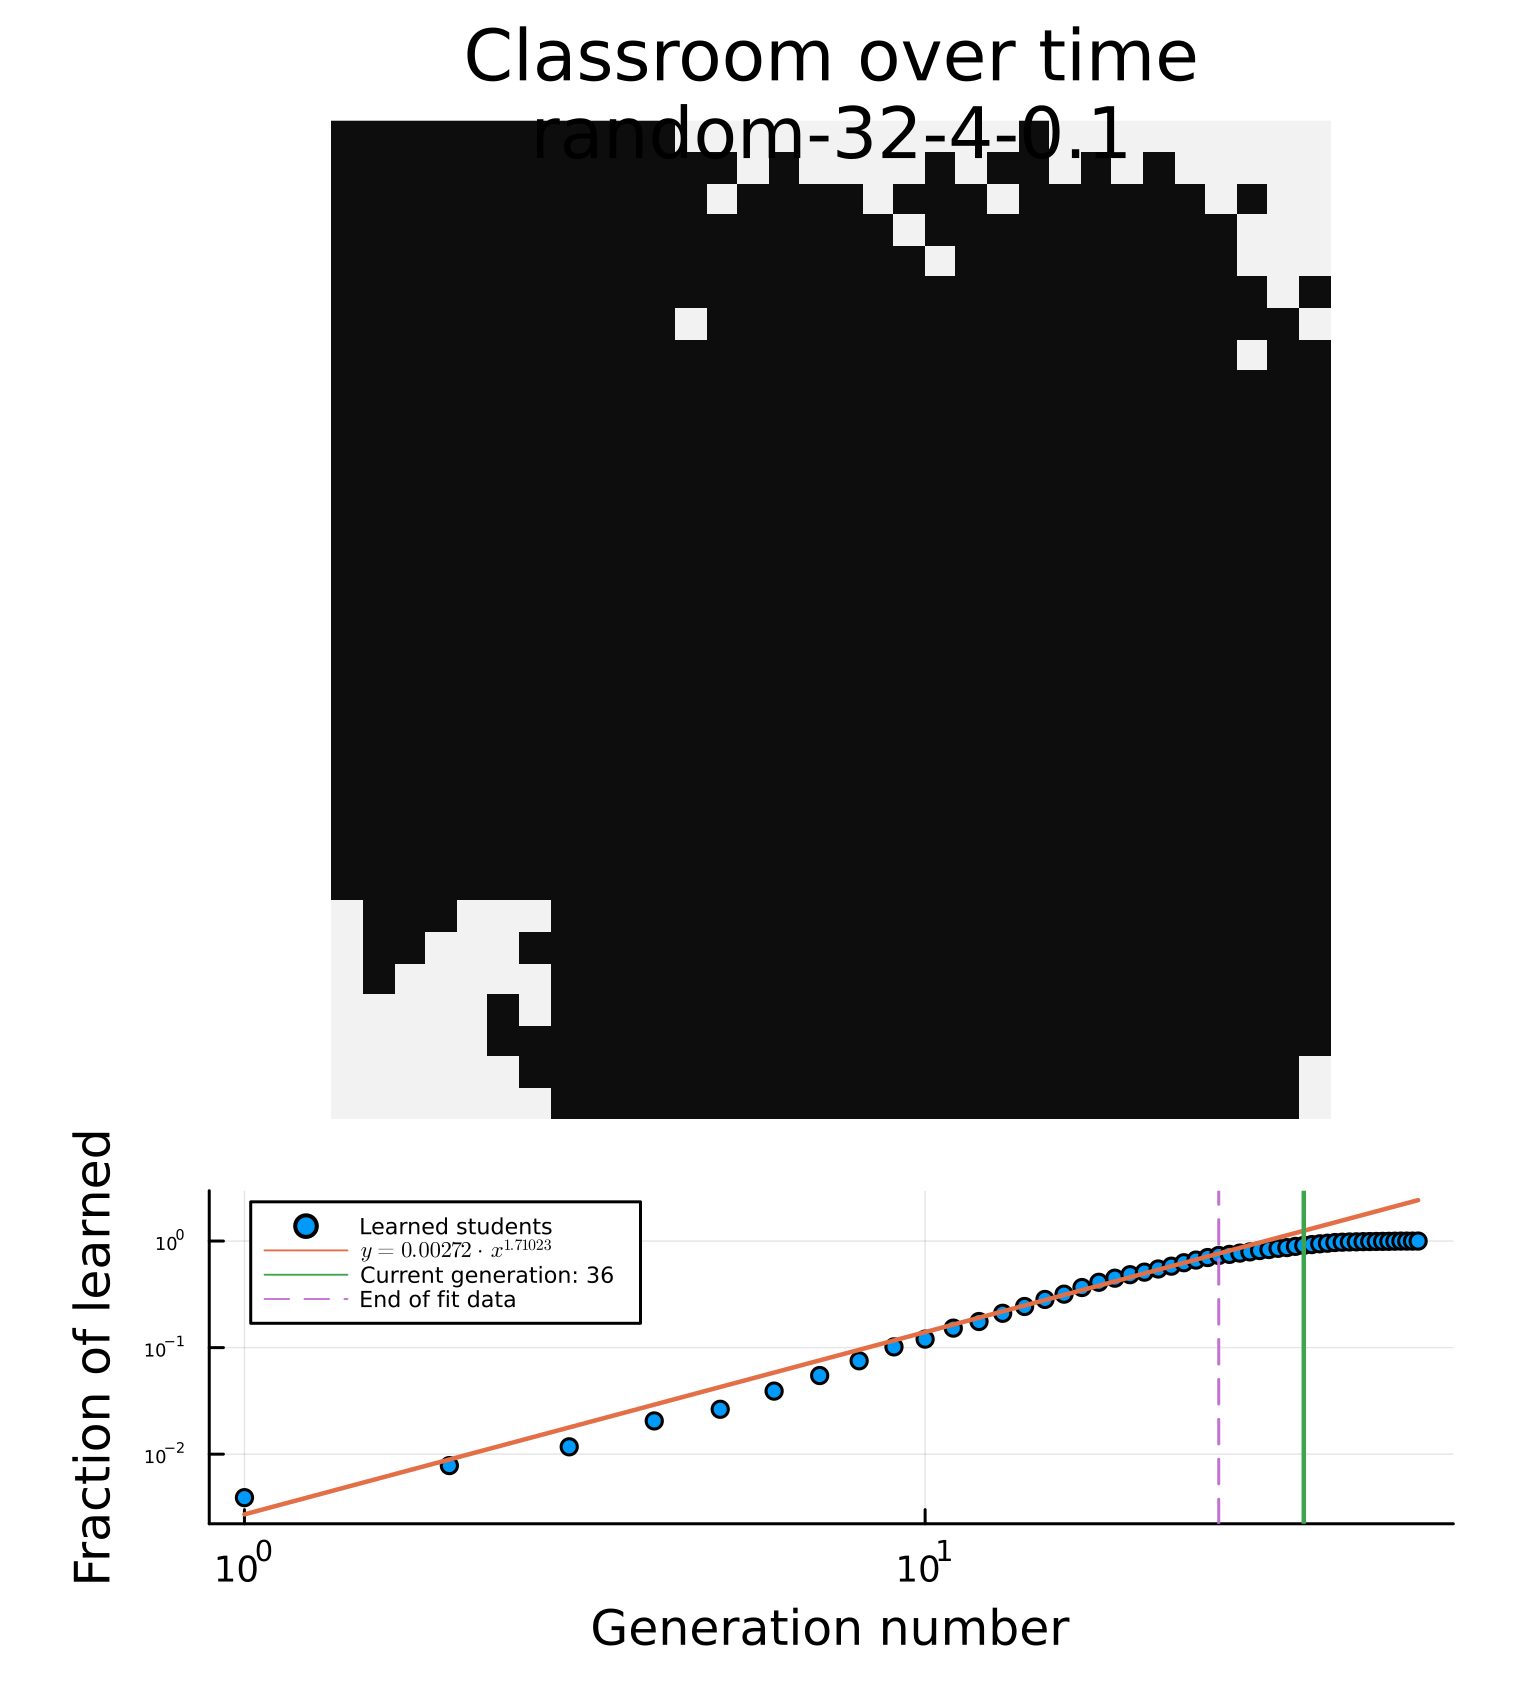 Classroom over time
random-32-4-0.1
Learned students
y = 0.00272 · x^1.71023
Current generation: 36
End of fit data
10^0
10^-1
10^-2
Fraction of learned
10^0
10^1
Generation number